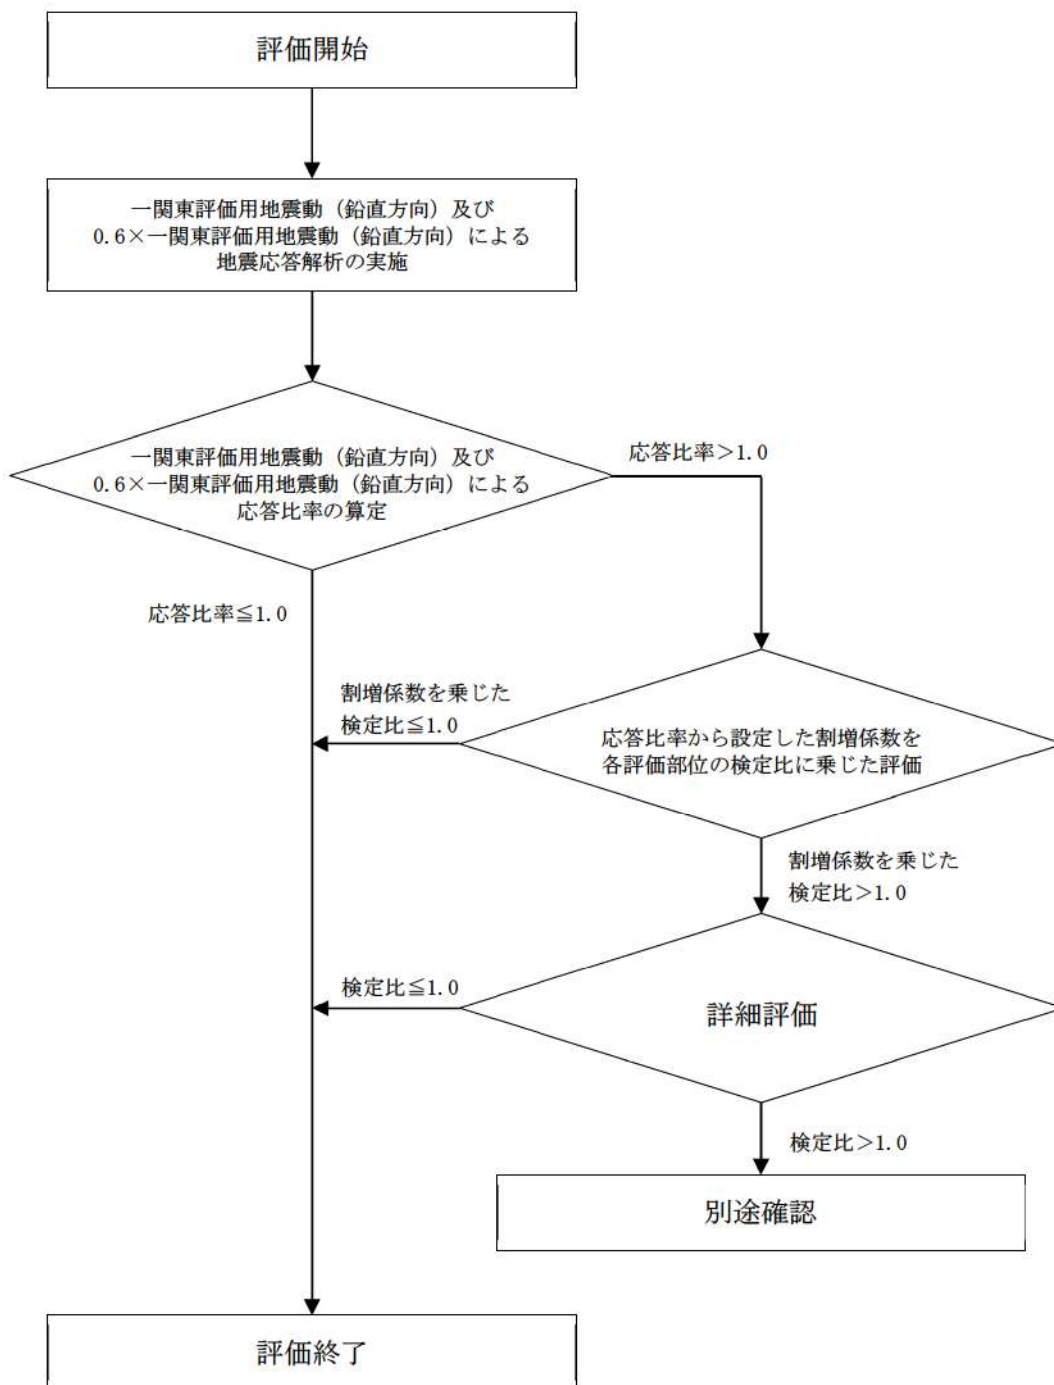 評価開始
一関東評価用地震動（鉛直方向）及び
0.6×一関東評価用地震動（鉛直方向）による
地震応答解析の実施
一関東評価用地震動（鉛直方向）及び
0.6×一関東評価用地震動（鉛直方向）による
応答比率の算定
応答比率＞1.0
応答比率≦1.0
割増係数を乗じた
検定比≦1.0
応答比率から設定した割増係数を
各評価部位の検定比に乗じた評価
割増係数を乗じた
検定比＞1.0
検定比≦1.0
詳細評価
検定比＞1.0
別途確認
評価終了